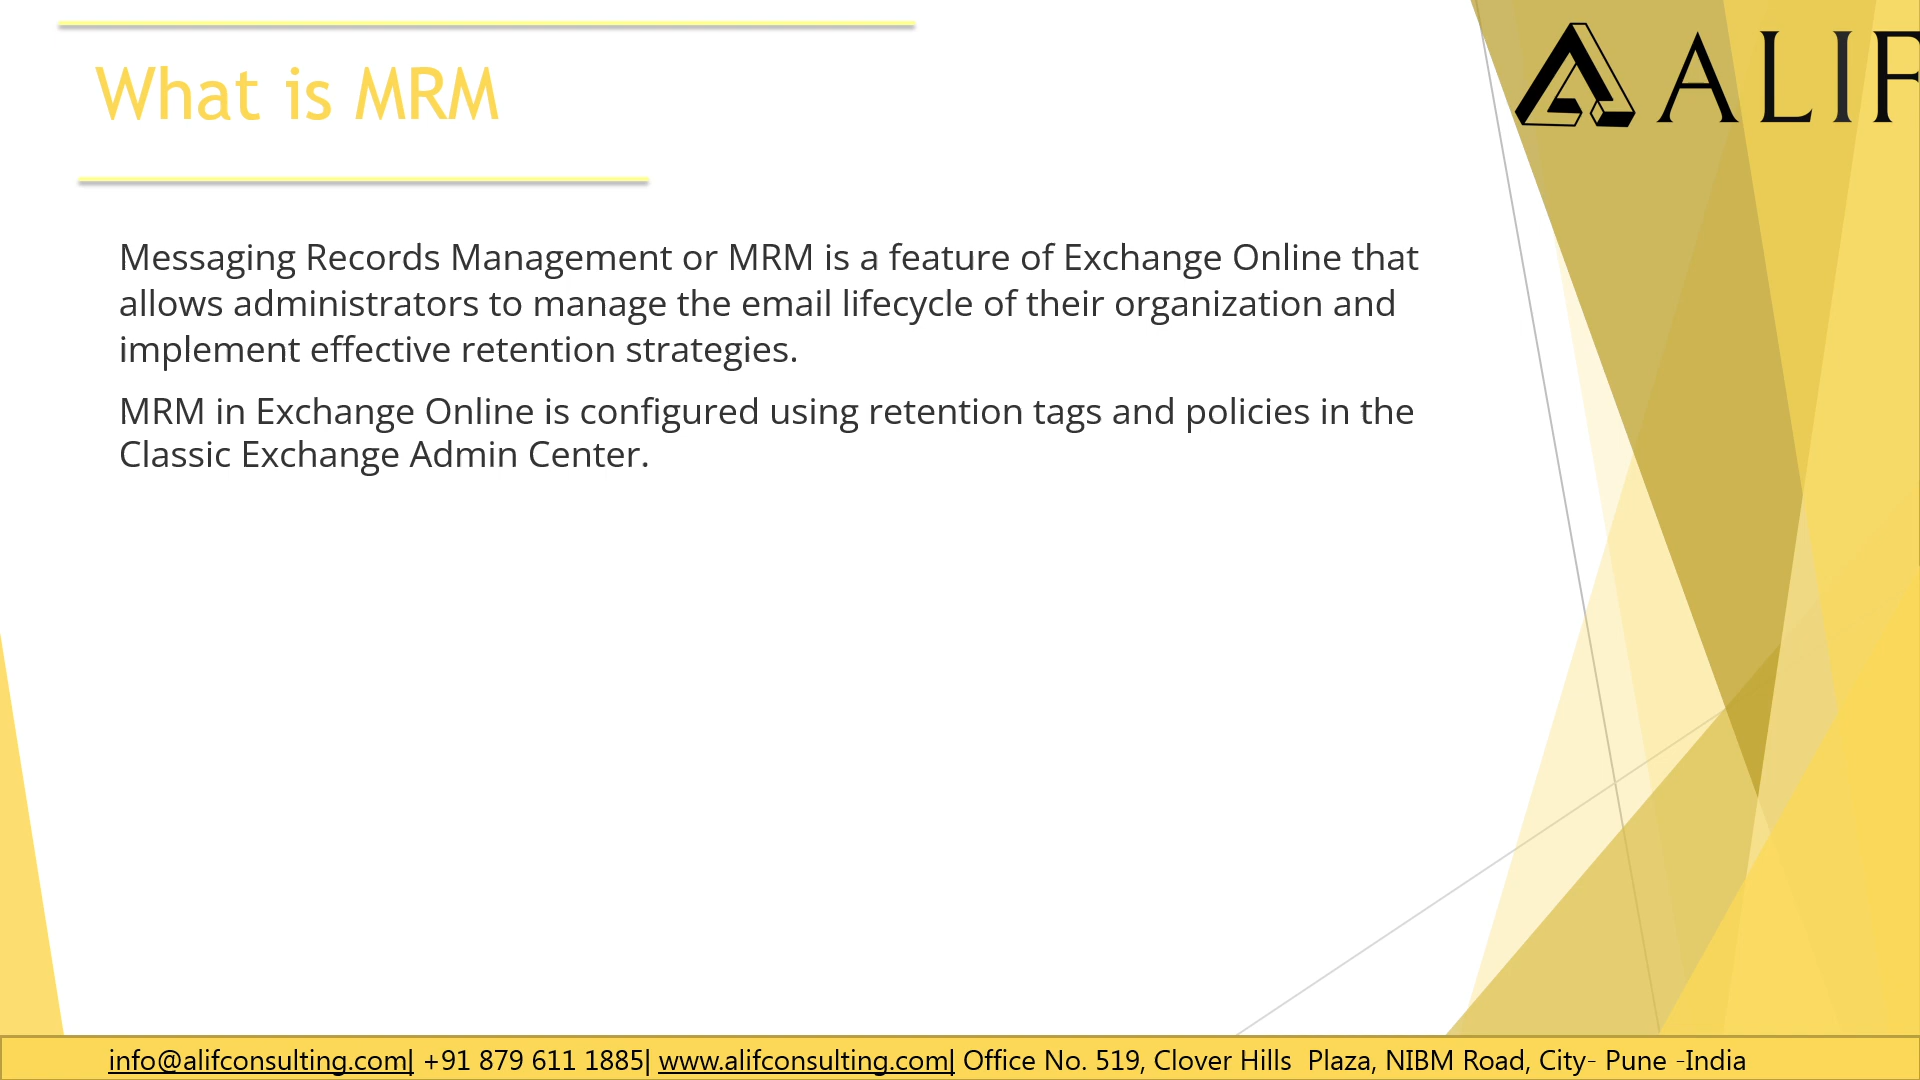 What is MRM
ALIF
Messaging Records Management or MRM is a feature of Exchange Online that
allows administrators to manage the email lifecycle of their organization and
implement effective retention strategies.
MRM in Exchange Online is configured using retention tags and policies in the
Classic Exchange Admin Center.
info@alifconsulting.com| +91 879 611 1885| www.alifconsulting.com| Office No. 519, Clover Hills  Plaza, NIBM Road, City- Pune -India